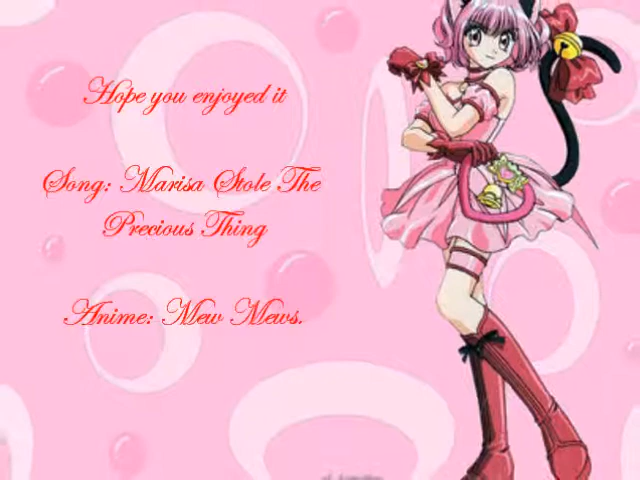 Hope you enjoyed it
Song: Marisa Stole The
Precious Thing
Anime: Mew Mews.